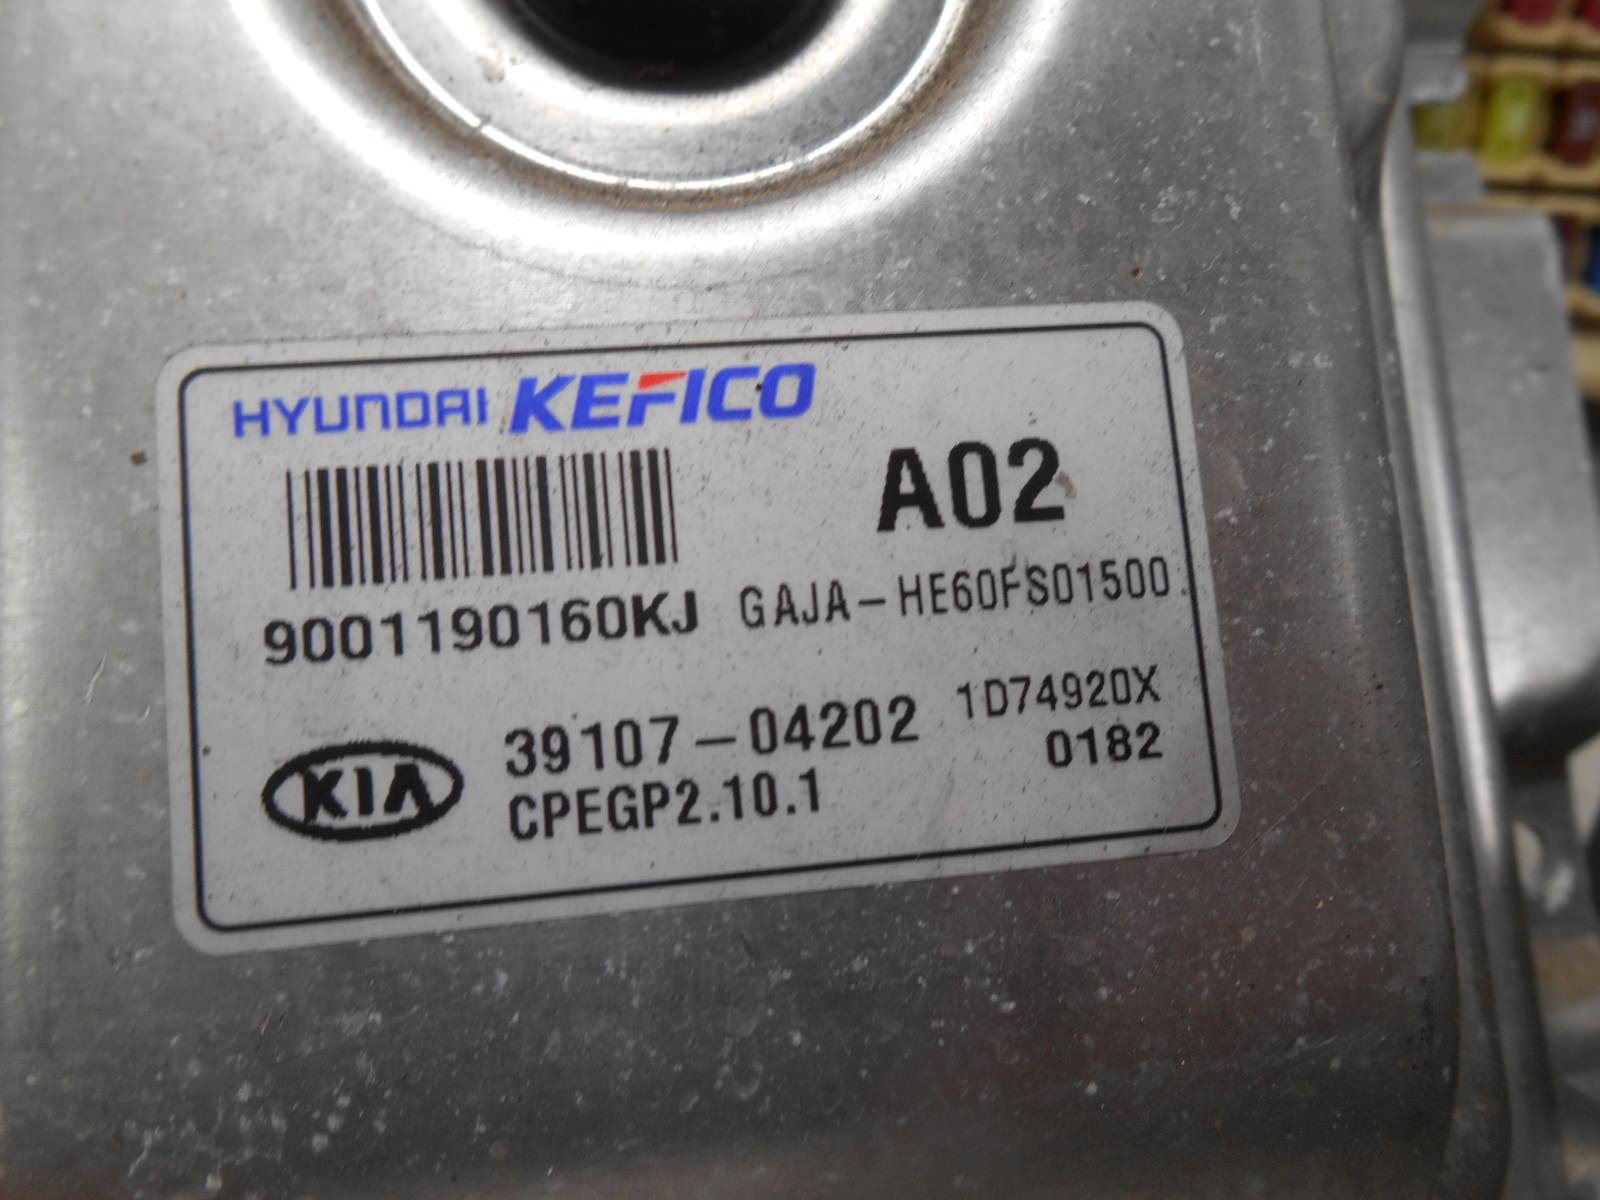 HYUNDAI KEFICO
A02
9001190160KJ GAJA-HE60FS01500
KIA 39107-04202 1D74920X
CPEGP2.10.1 0182